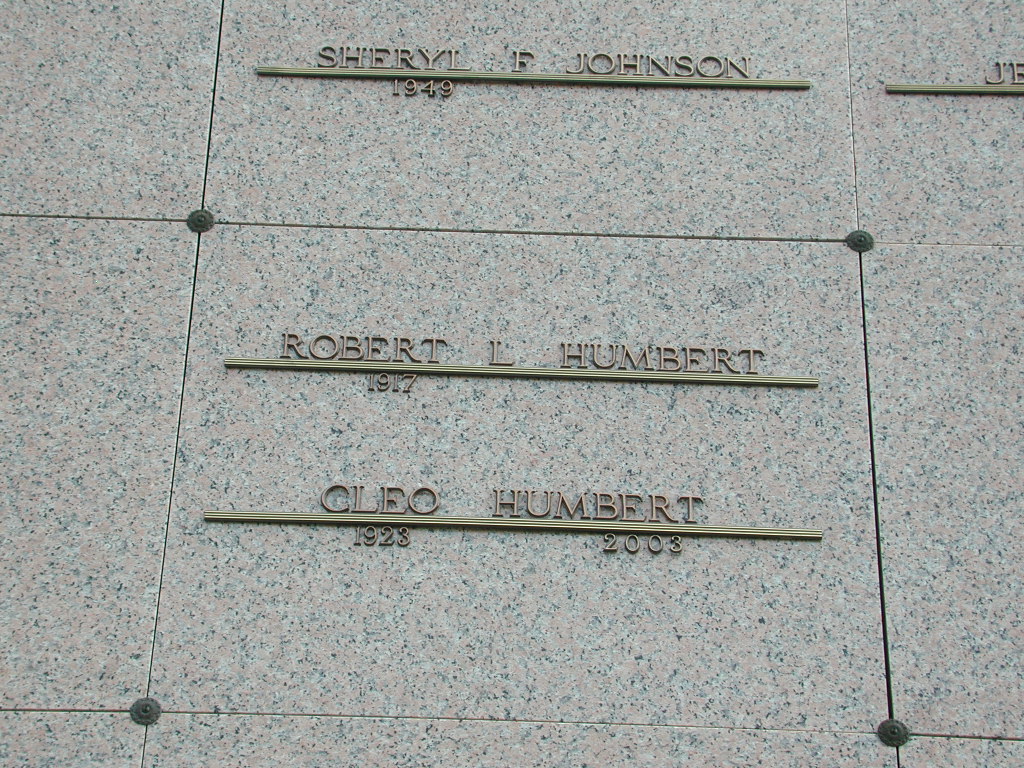 SHERYL F JOHNSON
1949
ROBERT L HUMBERT
1917
CLEO HUMBERT
1923 2003